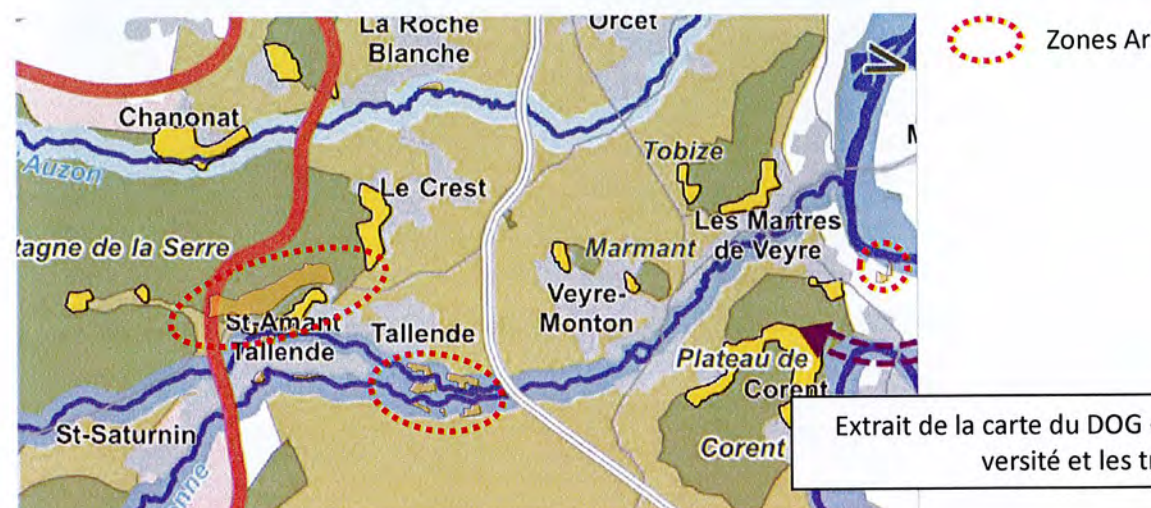 La Roche
Blanche
Orcet
Zones Ar
Chanonat
Auzon
Tobize
Le Crest
Les Martres
de Veyre
tagne de la Serre
Marmant
Veyre-
Monton
St-Amant
Tallende
Tallende
Plateau de
Corent
St-Saturnin
Corent
Extrait de la carte du DOG
versité et les tr